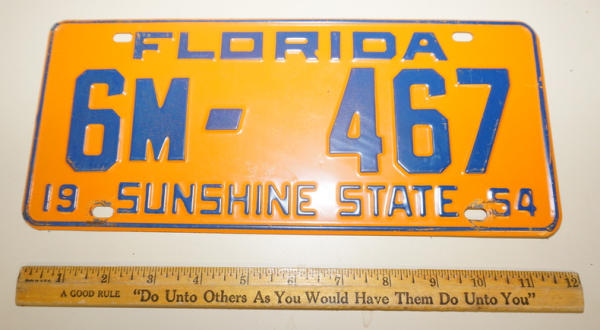 FLORIDA
6M- 467
19 SUNSHINE STATE 54
1 2 3 4 5 6 7 8 9 10 11 12
A GOOD RULE "Do Unto Others As You Would Have Them Do Unto You"